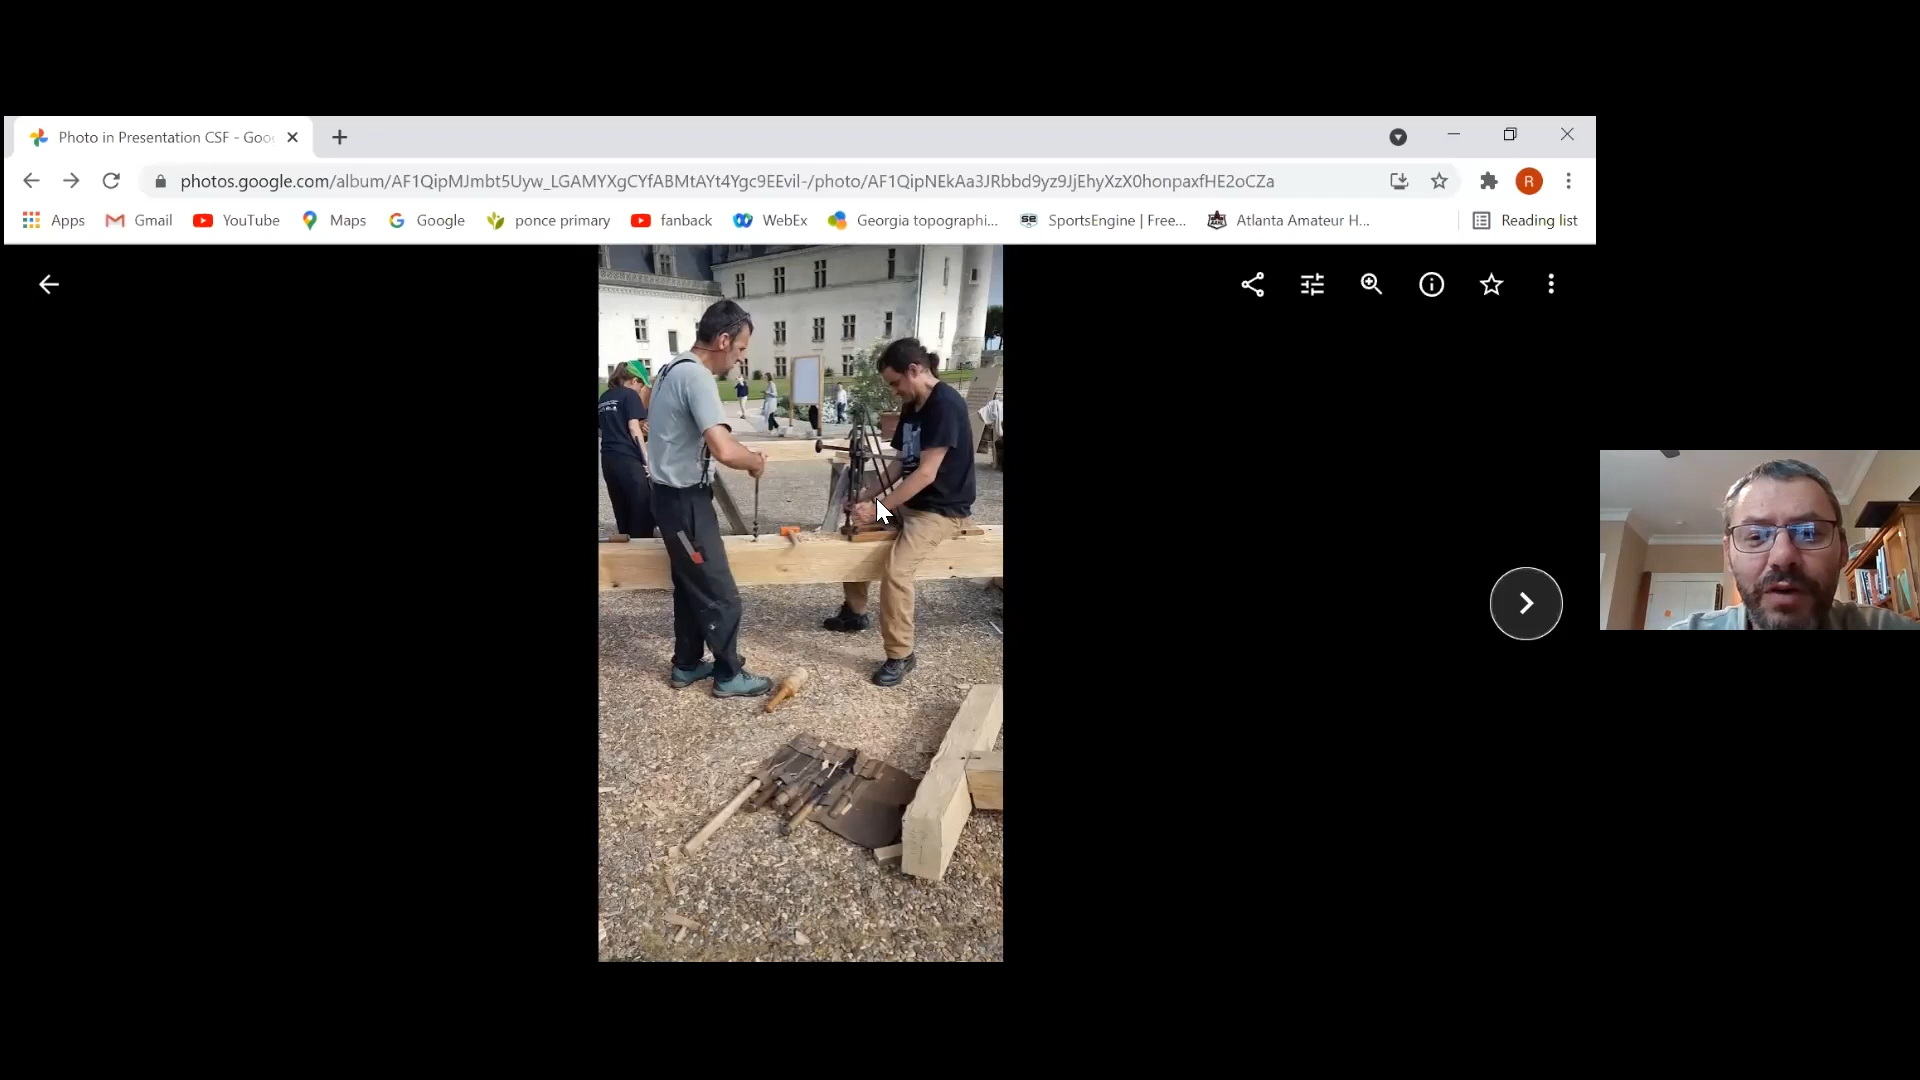 Photo in Presentation CSF - Goo
photos.google.com/album/AF1QipMJmbt5Uyw_LGAMYXgCYfABMtAYt4Ygc9EEvil-/photo/AF1QipNEkAa3JRbbd9yz9JjEhyXzX0honpaxfHE2oCZa
R
Apps Gmail YouTube Maps Google ponce primary fanback WebEx Georgia topographi... SportsEngine | Free... Atlanta Amateur H... Reading list